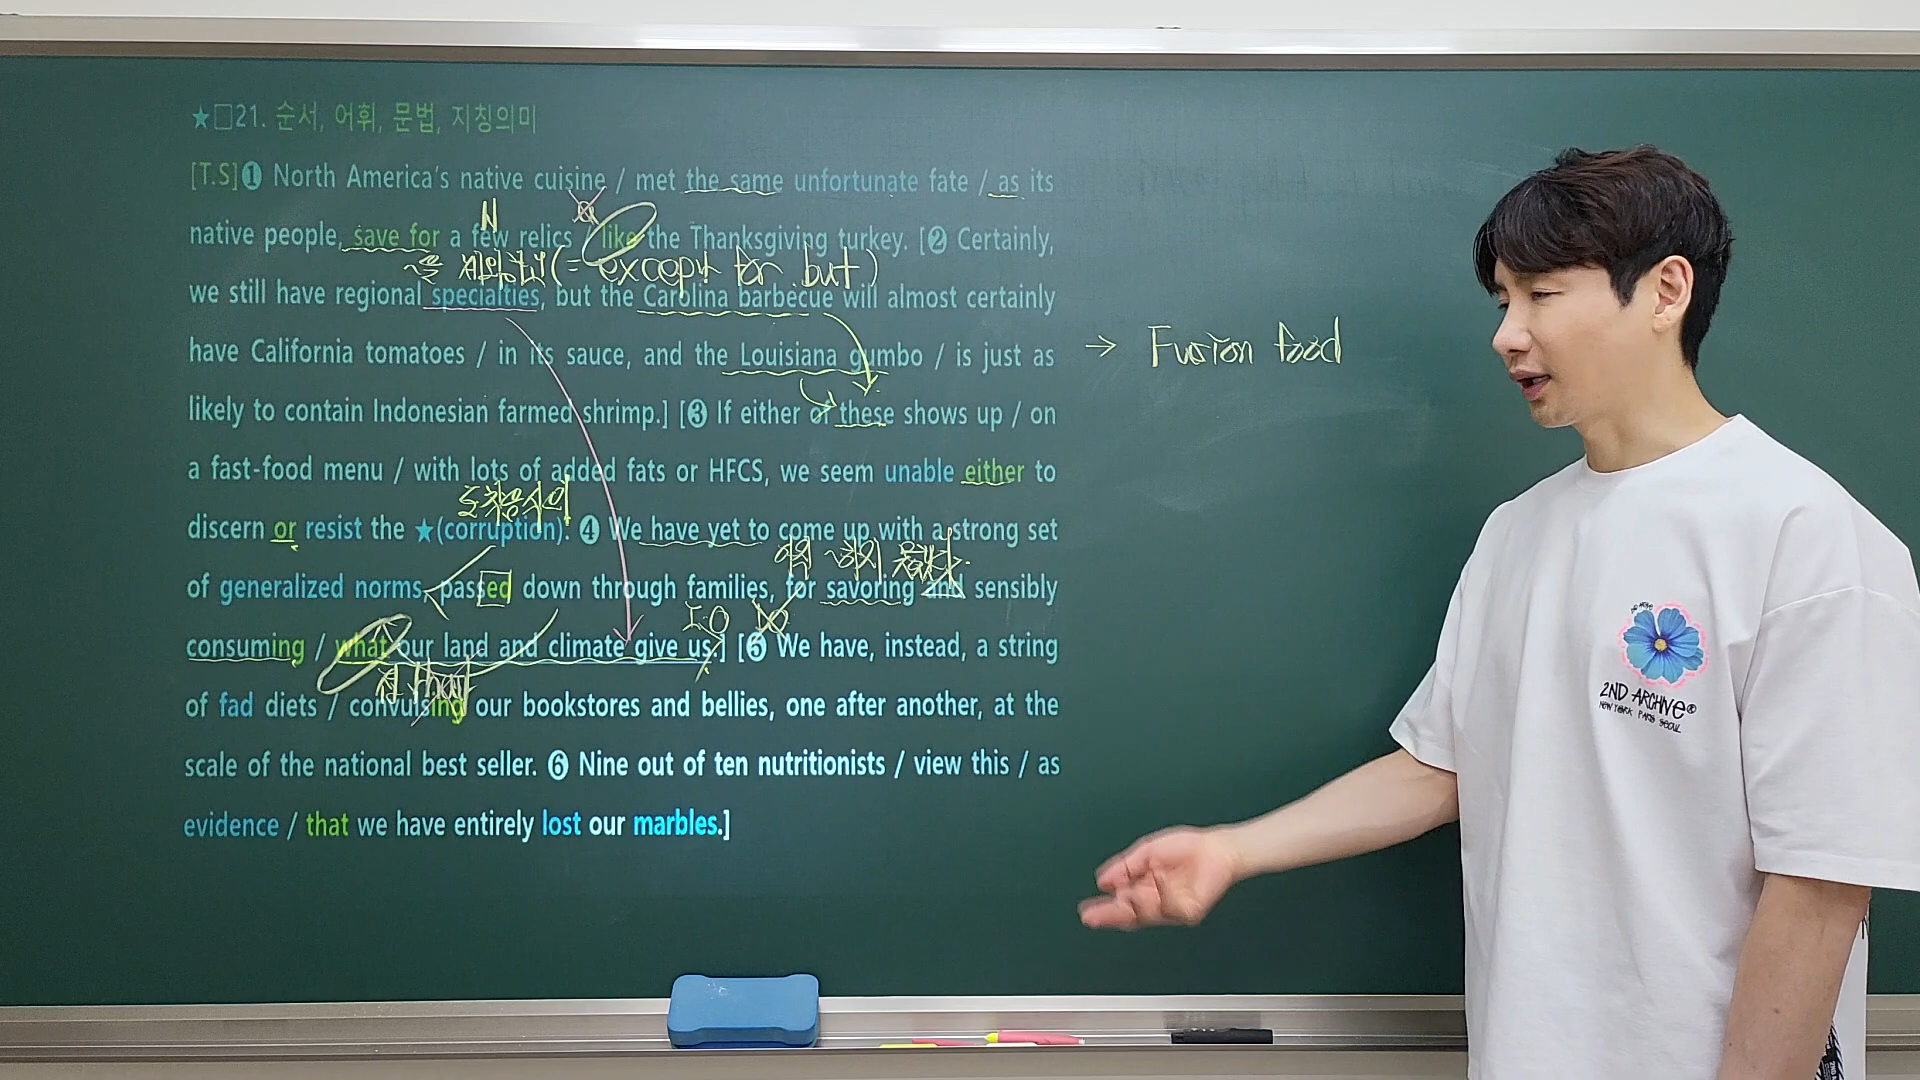 ★□21. 순서, 어휘, 문법, 지칭의미
[T.S]❶ North America's native cuisine / met the same unfortunate fate / as its
N
native people, save for a few relics / like the Thanksgiving turkey. [❷ Certainly,
(= except for, but)
we still have regional specialties, but the Carolina barbecue will almost certainly
have California tomatoes / in its sauce, and the Louisiana gumbo / is just as
→ Fusion food
likely to contain Indonesian farmed shrimp.] [❸ If either of these shows up / on
a fast-food menu / with lots of added fats or HFCS, we seem unable either to
discern or resist the ★(corruption). ❹ We have yet to come up with a strong set
of generalized norms, passed down through families, for savoring and sensibly
I.O
consuming / what our land and climate give us.] [❺ We have, instead, a string
of fad diets / convulsing our bookstores and bellies, one after another, at the
scale of the national best seller. ❻ Nine out of ten nutritionists / view this / as
evidence / that we have entirely lost our marbles.]
2ND ARCHIVE®
NEW YORK PARIS SEOUL